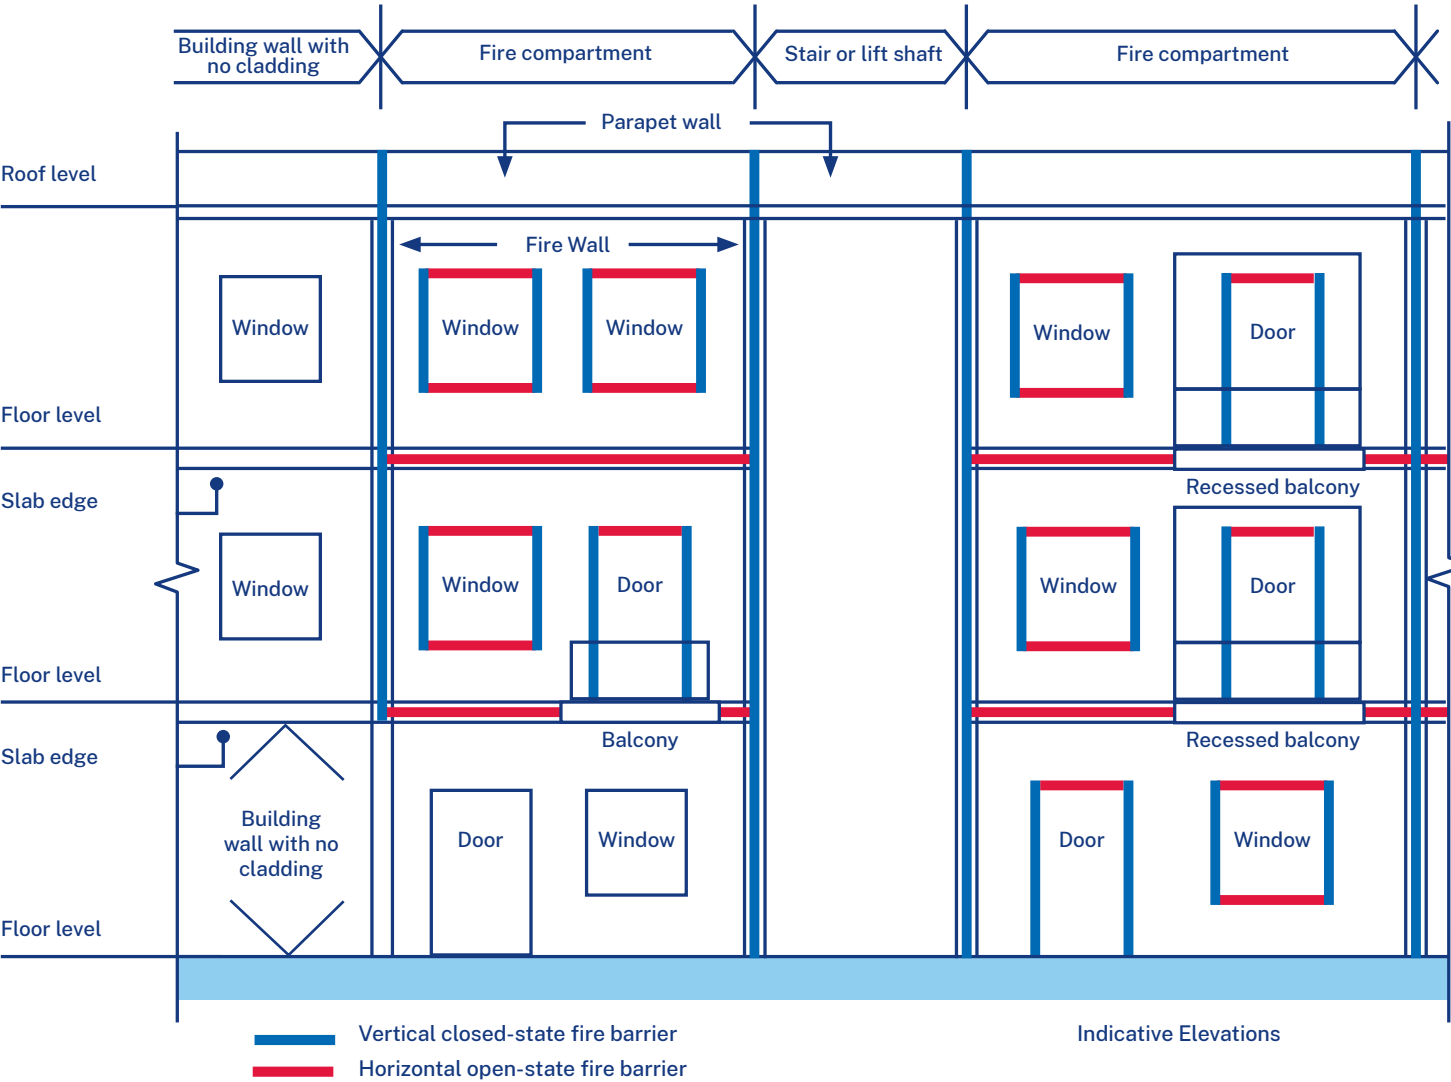 Building wall with
no cladding
Fire compartment
Stair or lift shaft
Fire compartment
Parapet wall
Roof level
Fire Wall
Window
Window
Window
Window
Door
Floor level
Slab edge
Recessed balcony
Window
Window
Door
Window
Door
Floor level
Slab edge
Balcony
Recessed balcony
Building
wall with no
cladding
Door
Window
Door
Window
Floor level
Vertical closed-state fire barrier
Indicative Elevations
Horizontal open-state fire barrier